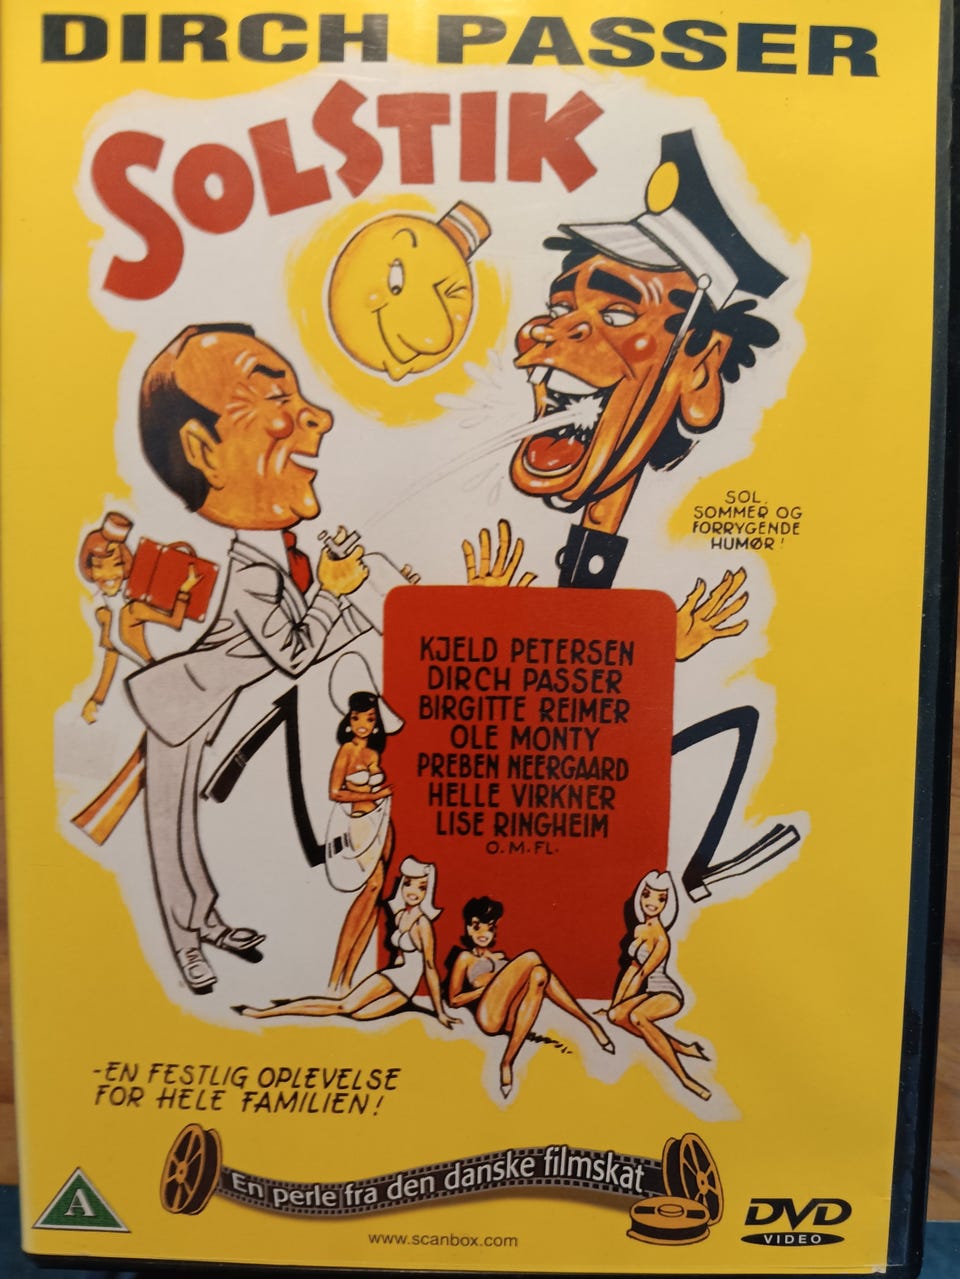 DIRCH PASSER
SOLSTIK
SOL,
SOMMER OG
FORRYGENDE
HUMØR!
KJELD PETERSEN
DIRCH PASSER
BIRGITTE REIMER
OLE MONTY
PREBEN NEERGAARD
HELLE VIRKNER
LISE RINGHEIM
O.M.FL.
-EN FESTLIG OPLEVELSE
FOR HELE FAMILIEN!
En perle fra den danske filmskat
A
www.scanbox.com
DVD
VIDEO